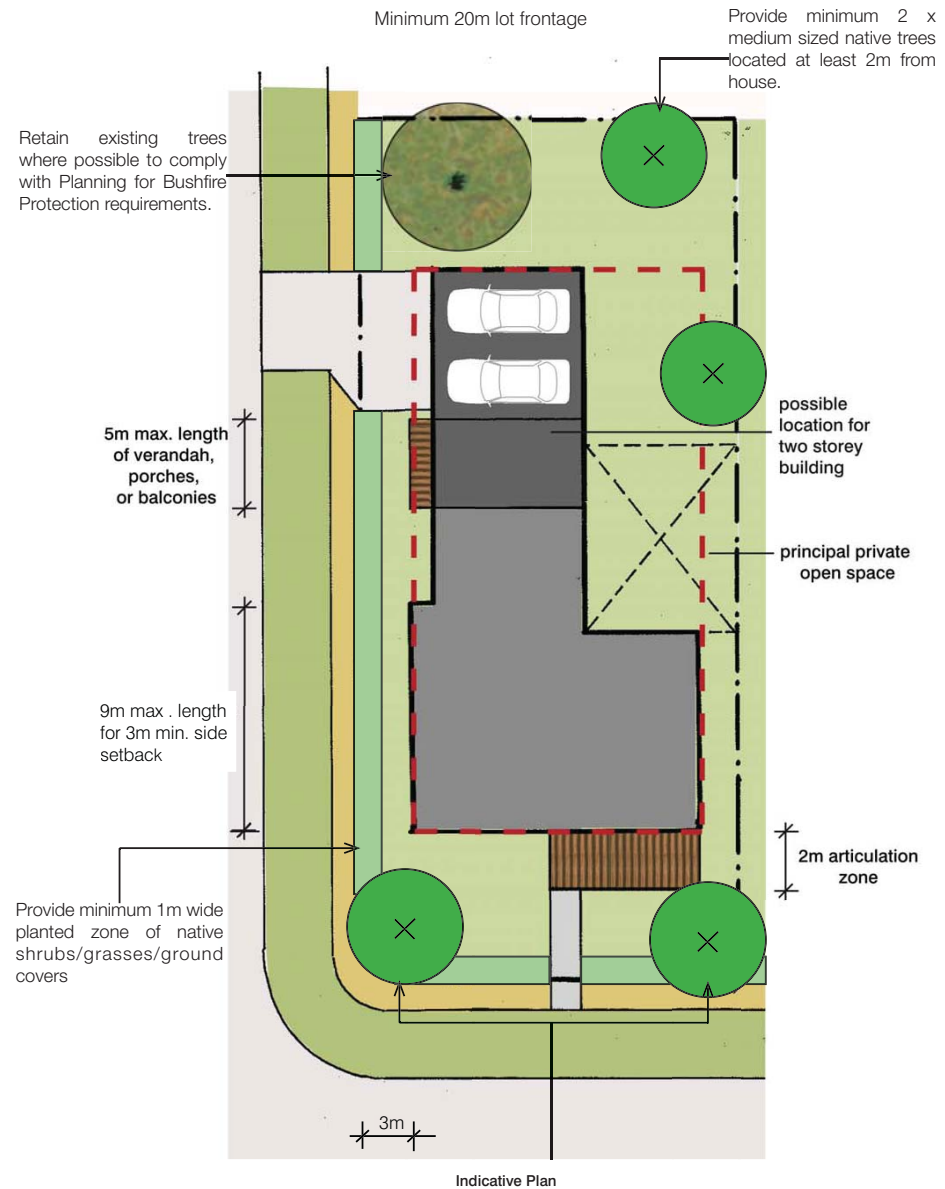 Minimum 20m lot frontage
Provide minimum 2 x
medium sized native trees
located at least 2m from
house.
Retain existing trees
where possible to comply
with Planning for Bushfire
Protection requirements.
possible
location for
two storey
building
5m max. length
of verandah,
porches,
or balconies
principal private
open space
9m max . length
for 3m min. side
setback
2m articulation
zone
Provide minimum 1m wide
planted zone of native
shrubs/grasses/ground
covers
3m
Indicative Plan